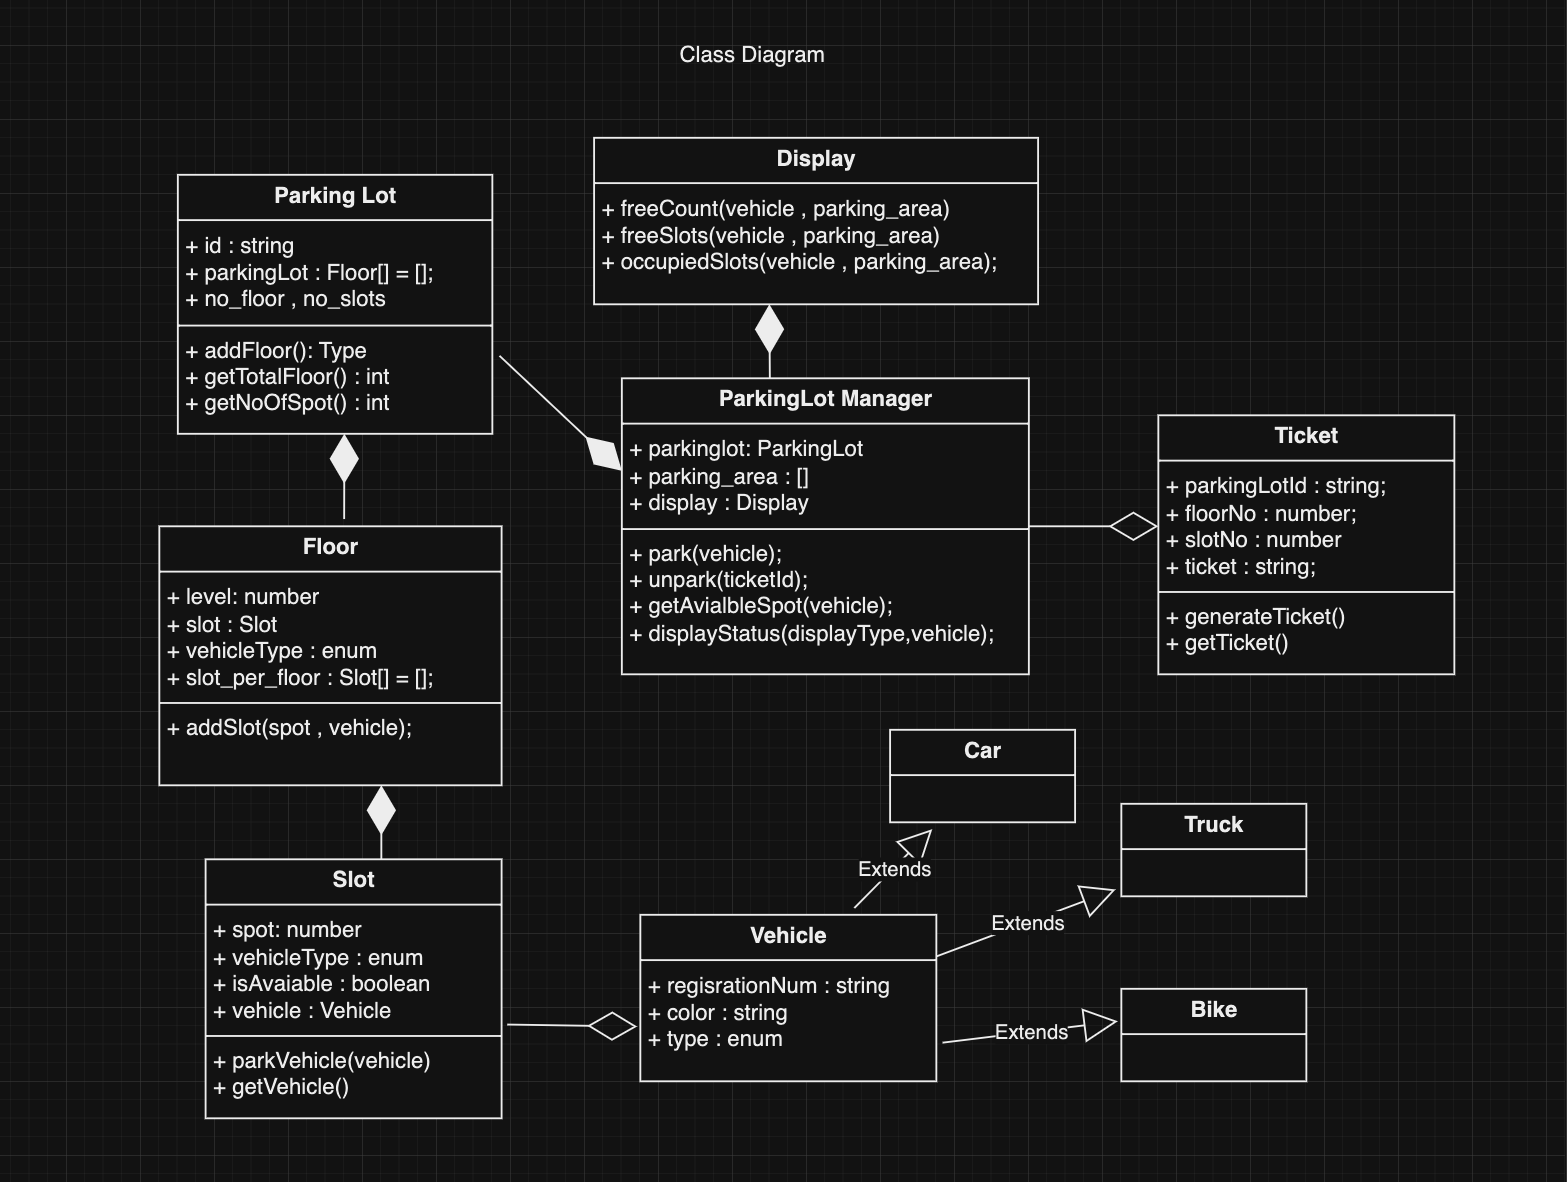 Class Diagram
Parking Lot
+ id : string
+ parkingLot : Floor[] = [];
+ no_floor , no_slots
+ addFloor(): Type
+ getTotalFloor() : int
+ getNoOfSpot() : int
Display
+ freeCount(vehicle , parking_area)
+ freeSlots(vehicle , parking_area)
+ occupiedSlots(vehicle , parking_area);
ParkingLot Manager
+ parkinglot: ParkingLot
+ parking_area : []
+ display : Display
+ park(vehicle);
+ unpark(ticketId);
+ getAvialbleSpot(vehicle);
+ displayStatus(displayType,vehicle);
Ticket
+ parkingLotId : string;
+ floorNo : number;
+ slotNo : number
+ ticket : string;
+ generateTicket()
+ getTicket()
Floor
+ level: number
+ slot : Slot
+ vehicleType : enum
+ slot_per_floor : Slot[] = [];
+ addSlot(spot , vehicle);
Slot
+ spot: number
+ vehicleType : enum
+ isAvaiable : boolean
+ vehicle : Vehicle
+ parkVehicle(vehicle)
+ getVehicle()
Vehicle
+ regisrationNum : string
+ color : string
+ type : enum
Extends
Car
Extends
Truck
Extends
Bike